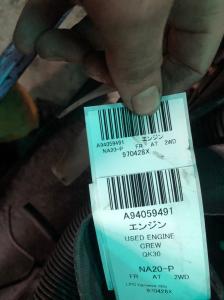 A94059491 エンジン
NA20-P FR AT 2WD
970428X
A94059491
エンジン
USED ENGINE
CREW
QK30
NA20-P
FR AT 2WD
970428X